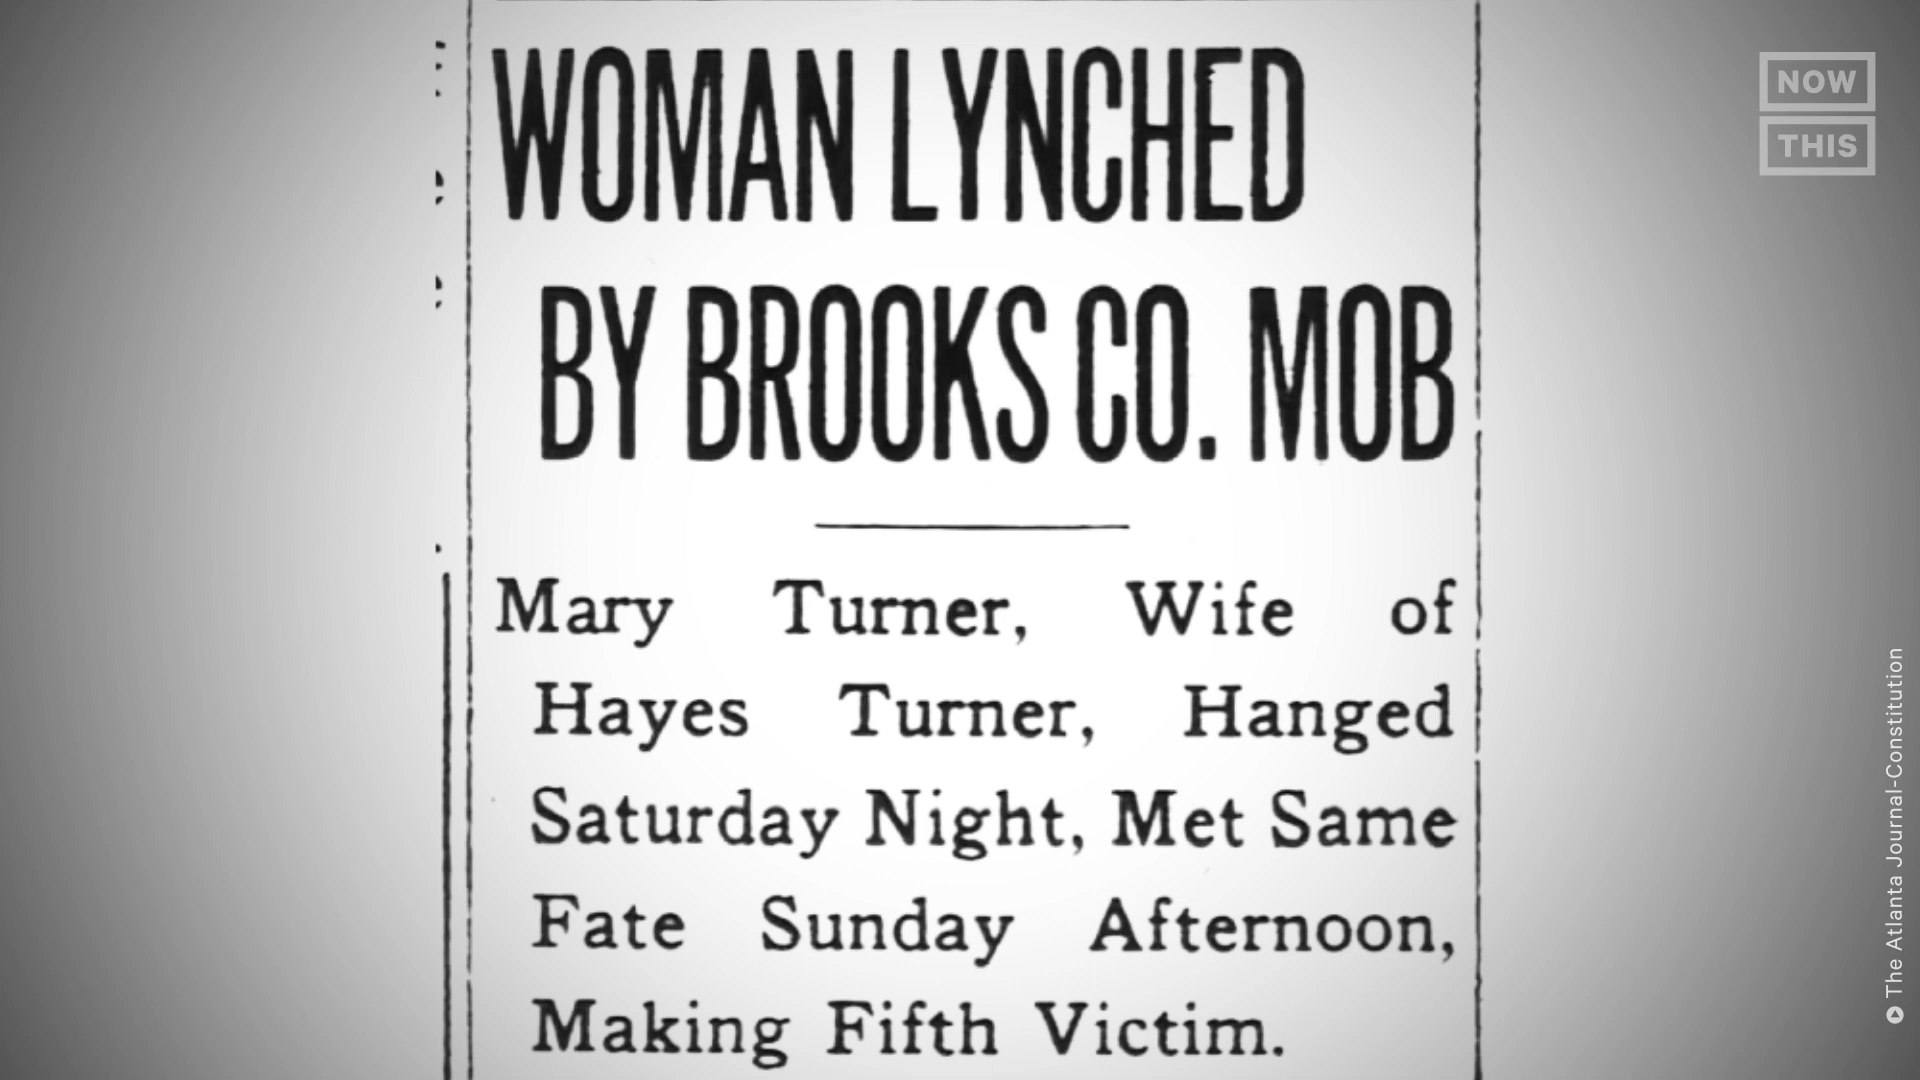 WOMAN LYNCHED
BY BROOKS CO. MOB
Mary Turner, Wife of
Hayes Turner, Hanged
Saturday Night, Met Same
Fate Sunday Afternoon,
Making Fifth Victim.
NOW
THIS
The Atlanta Journal-Constitution